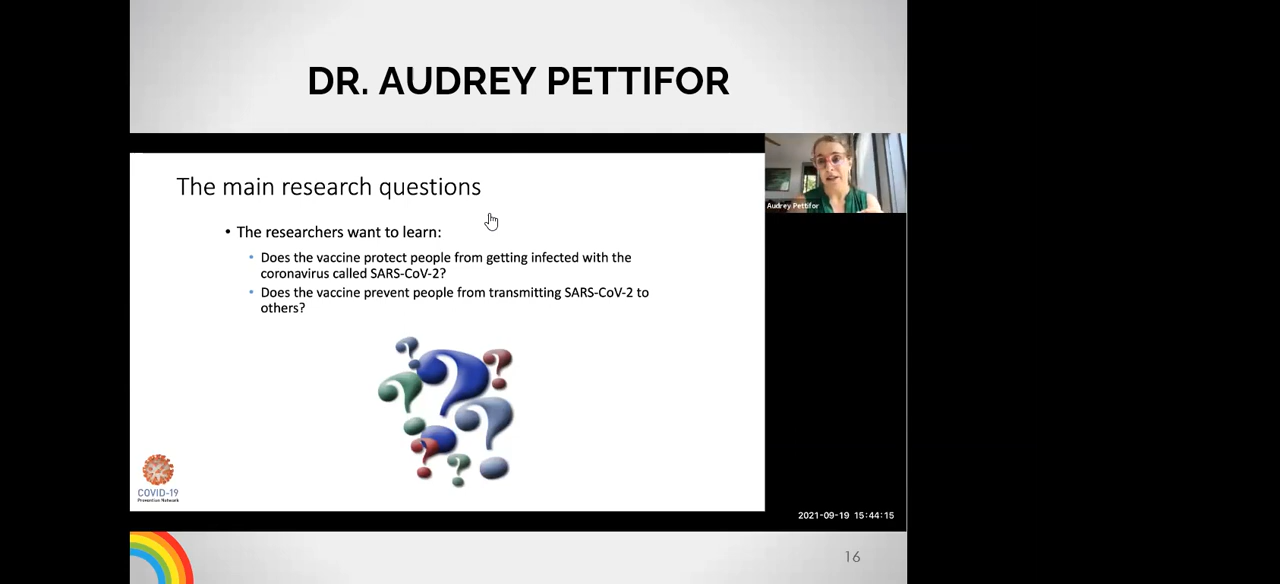 DR. AUDREY PETTIFOR
Audrey Pettifor
The main research questions
• The researchers want to learn:
• Does the vaccine protect people from getting infected with the
coronavirus called SARS-CoV-2?
• Does the vaccine prevent people from transmitting SARS-CoV-2 to
others?
COVID-19
Prevention Network
2021-09-19 15:44:15
16